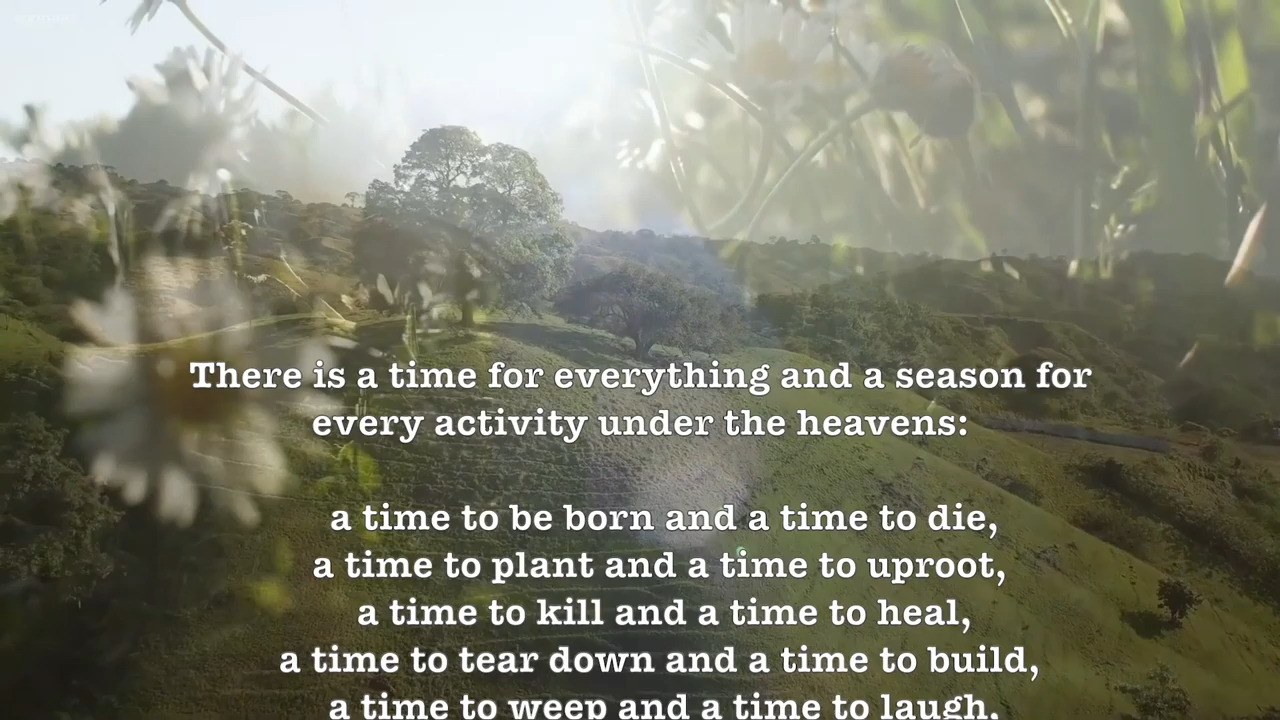 There is a time for everything and a season for
every activity under the heavens:
a time to be born and a time to die,
a time to plant and a time to uproot,
a time to kill and a time to heal,
a time to tear down and a time to build,
a time to weep and a time to laugh,